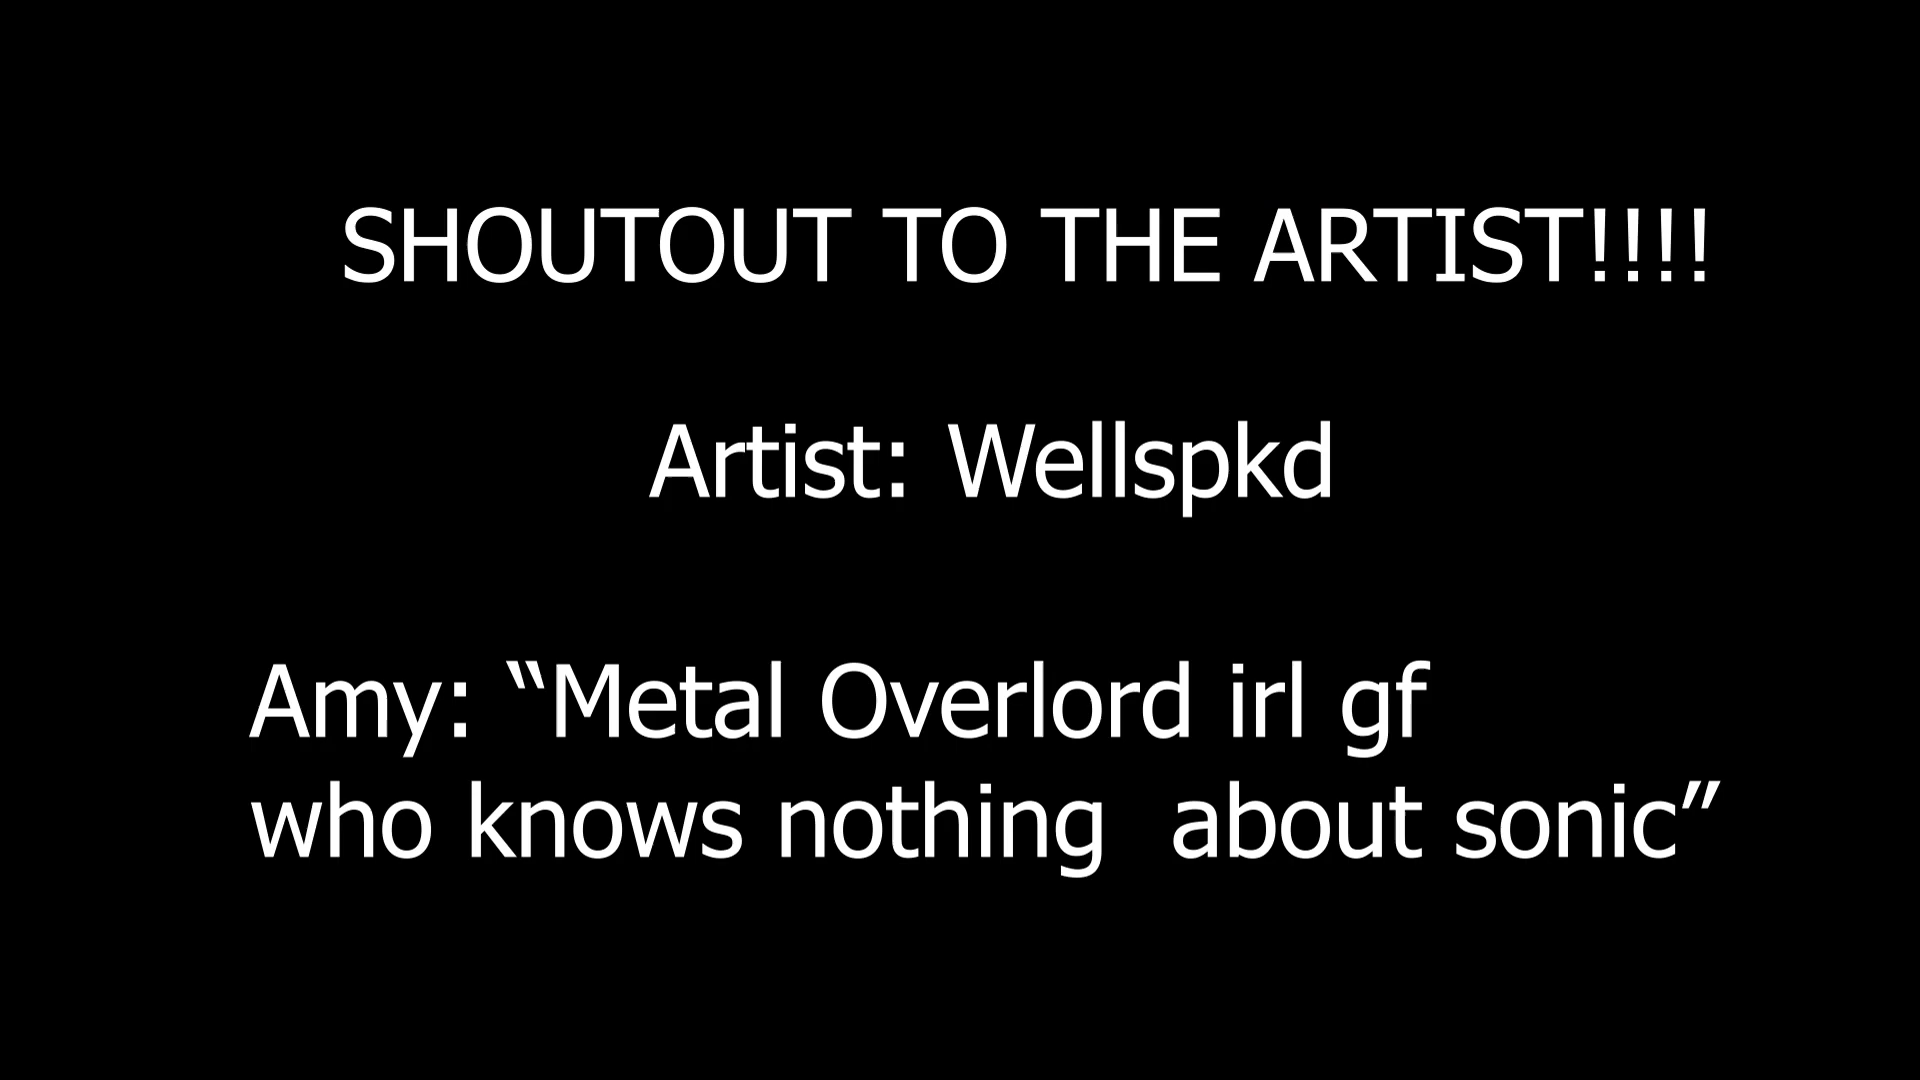 SHOUTOUT TO THE ARTIST!!!!
Artist: Wellspkd
Amy: “Metal Overlord irl gf
who knows nothing  about sonic”